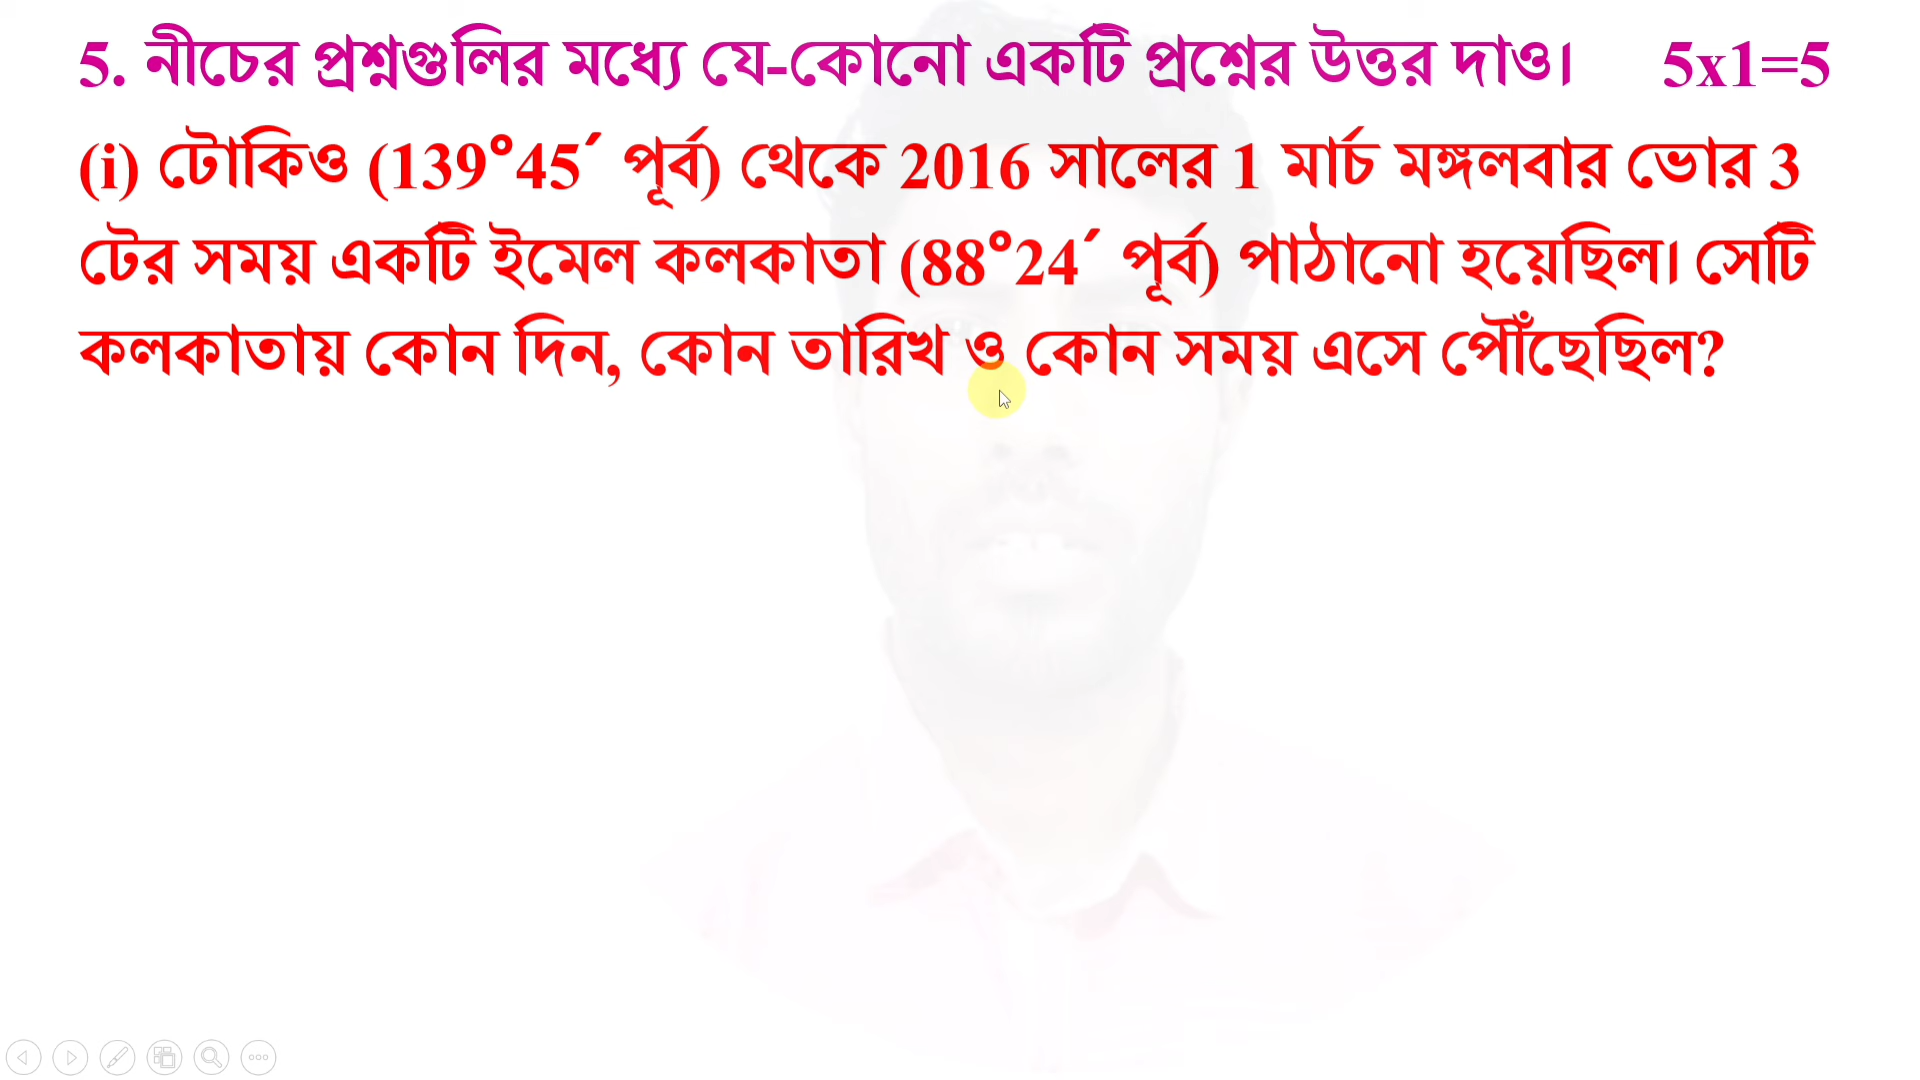 5. নীচের প্রশ্নগুলির মধ্যে যে-কোনো একটি প্রশ্নের উত্তর দাও। 5x1=5
(i) টোকিও (139°45′ পূর্ব) থেকে 2016 সালের 1 মার্চ মঙ্গলবার ভোর 3
টের সময় একটি ইমেল কলকাতা (88°24′ পূর্ব) পাঠানো হয়েছিল। সেটি
কলকাতায় কোন দিন, কোন তারিখ ও কোন সময় এসে পৌঁছেছিল?